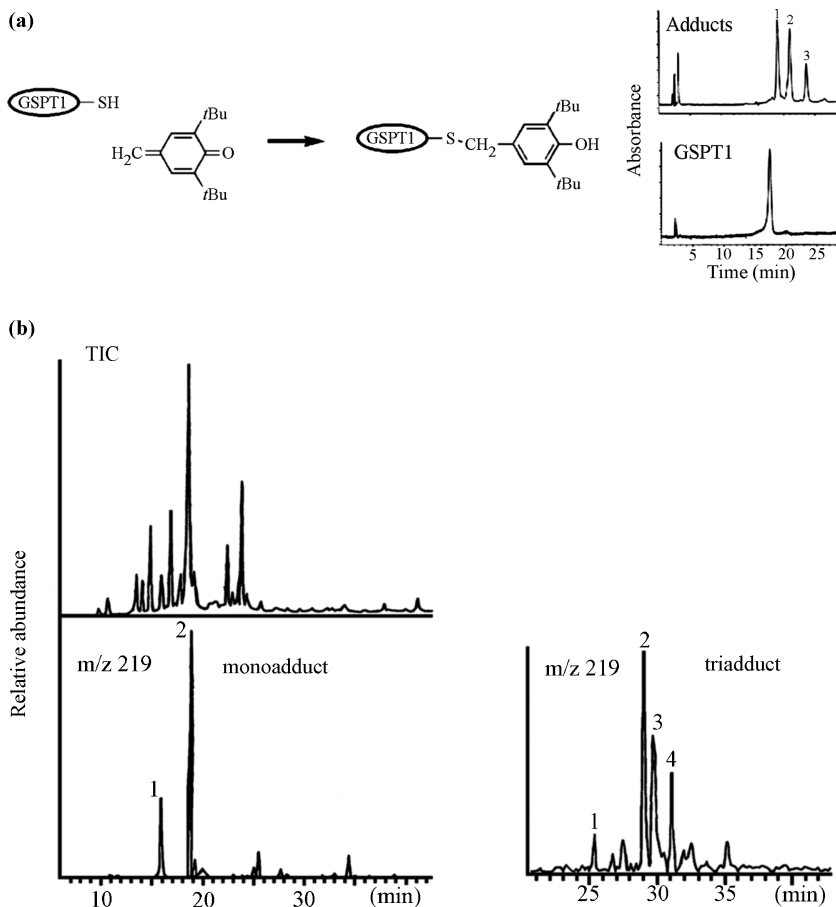 (a)
GSPT1
SH
tBu
H₂C
O
tBu
GSPT1
S
CH₂
tBu
OH
tBu
Absorbance
Adducts
1
2
3
GSPT1
5
10
15
20
25
Time (min)
(b)
Relative abundance
TIC
m/z 219
monoadduct
1
2
10
20
30
(min)
m/z 219
triadduct
1
2
3
4
25
30
35
(min)